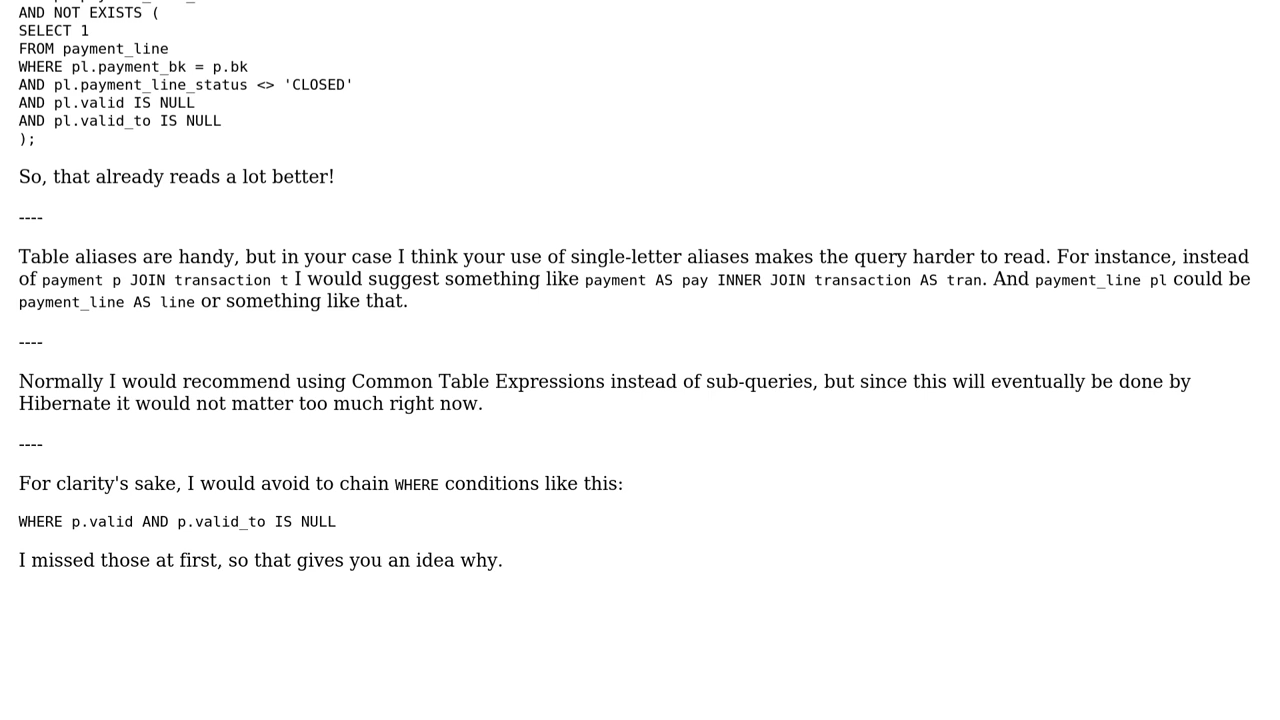 AND NOT EXISTS (
SELECT 1
FROM payment_line
WHERE pl.payment_bk = p.bk
AND pl.payment_line_status <> 'CLOSED'
AND pl.valid IS NULL
AND pl.valid_to IS NULL
);
So, that already reads a lot better!
----
Table aliases are handy, but in your case I think your use of single-letter aliases makes the query harder to read. For instance, instead
of payment p JOIN transaction t I would suggest something like payment AS pay INNER JOIN transaction AS tran. And payment_line pl could be
payment_line AS line or something like that.
----
Normally I would recommend using Common Table Expressions instead of sub-queries, but since this will eventually be done by
Hibernate it would not matter too much right now.
----
For clarity's sake, I would avoid to chain WHERE conditions like this:
WHERE p.valid AND p.valid_to IS NULL
I missed those at first, so that gives you an idea why.